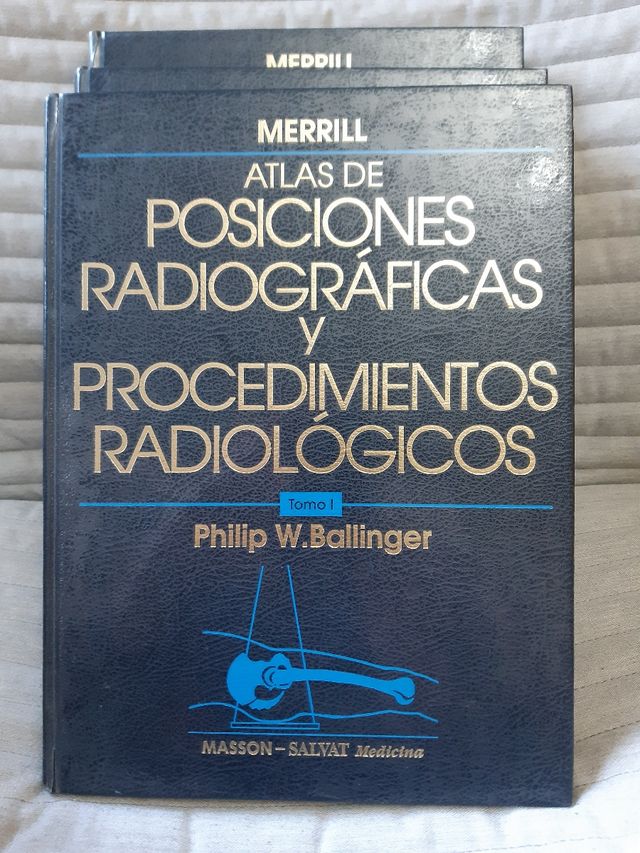 MERRILL
MERRILL
ATLAS DE
POSICIONES
RADIOGRÁFICAS
y
PROCEDIMIENTOS
RADIOLÓGICOS
Tomo I
Philip W.Ballinger
MASSON-SALVAT Medicina